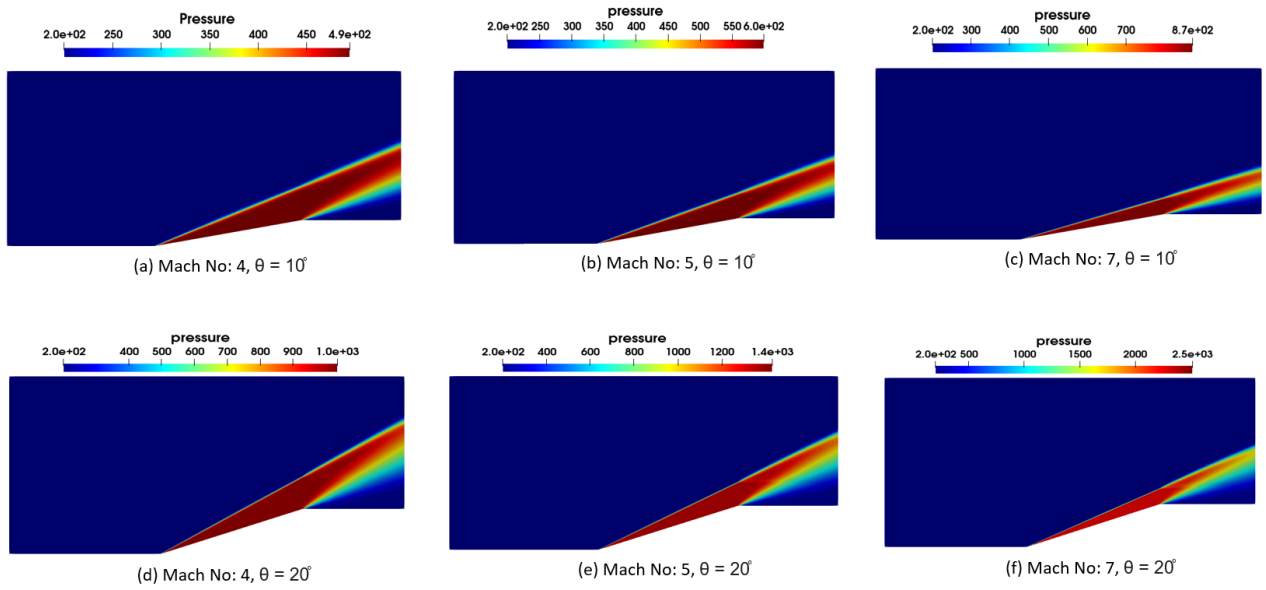 Pressure
2.0e+02 250 300 350 400 450 4.9e+02
pressure
2.0e+02 250 300 350 400 450 500 550 6.0e+02
pressure
2.0e+02 300 400 500 600 700 8.7e+02
(a) Mach No: 4, θ = 10°
(b) Mach No: 5, θ = 10°
(c) Mach No: 7, θ = 10°
pressure
2.0e+02 400 500 600 700 800 900 1.0e+03
pressure
2.0e+02 400 600 800 1000 1200 1.4e+03
pressure
2.0e+02 500 1000 1500 2000 2.5e+03
(d) Mach No: 4, θ = 20°
(e) Mach No: 5, θ = 20°
(f) Mach No: 7, θ = 20°